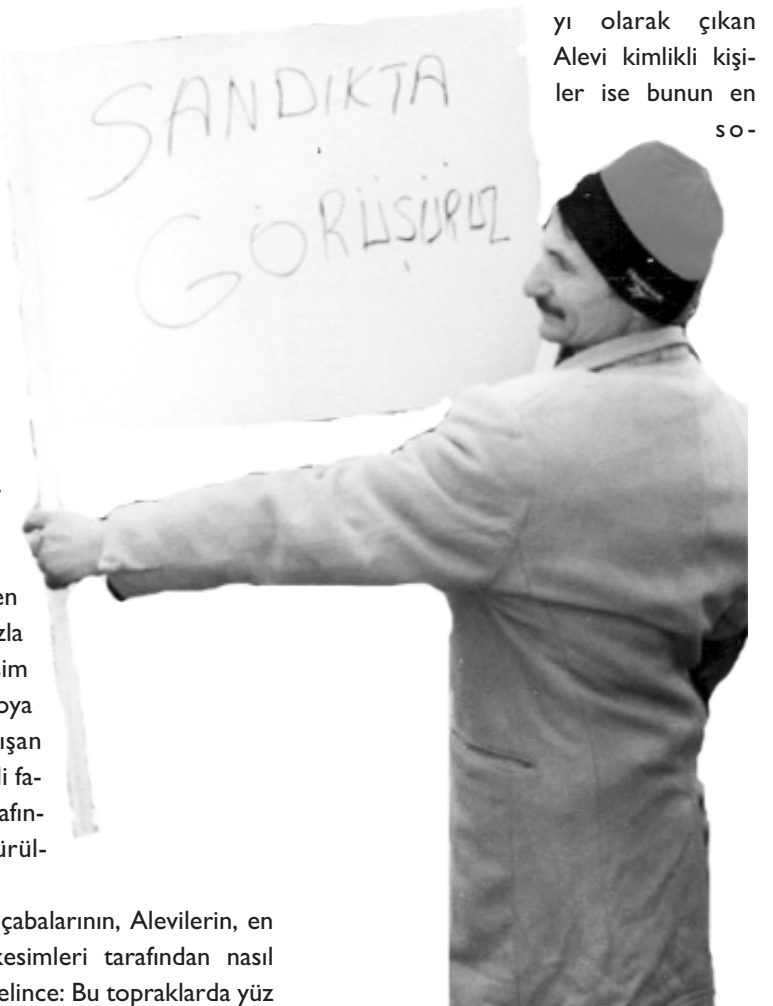 yı olarak çıkan
Alevi kimlikli kişi-
ler ise bunun en
so-
SANDIKTA
GÖRÜŞÜRÜZ
en
zla
sim
oya
ışan
li fa-
afın-
ürül-
çabalarının, Alevilerin, en
kesimleri tarafından nasıl
elince: Bu topraklarda yüz